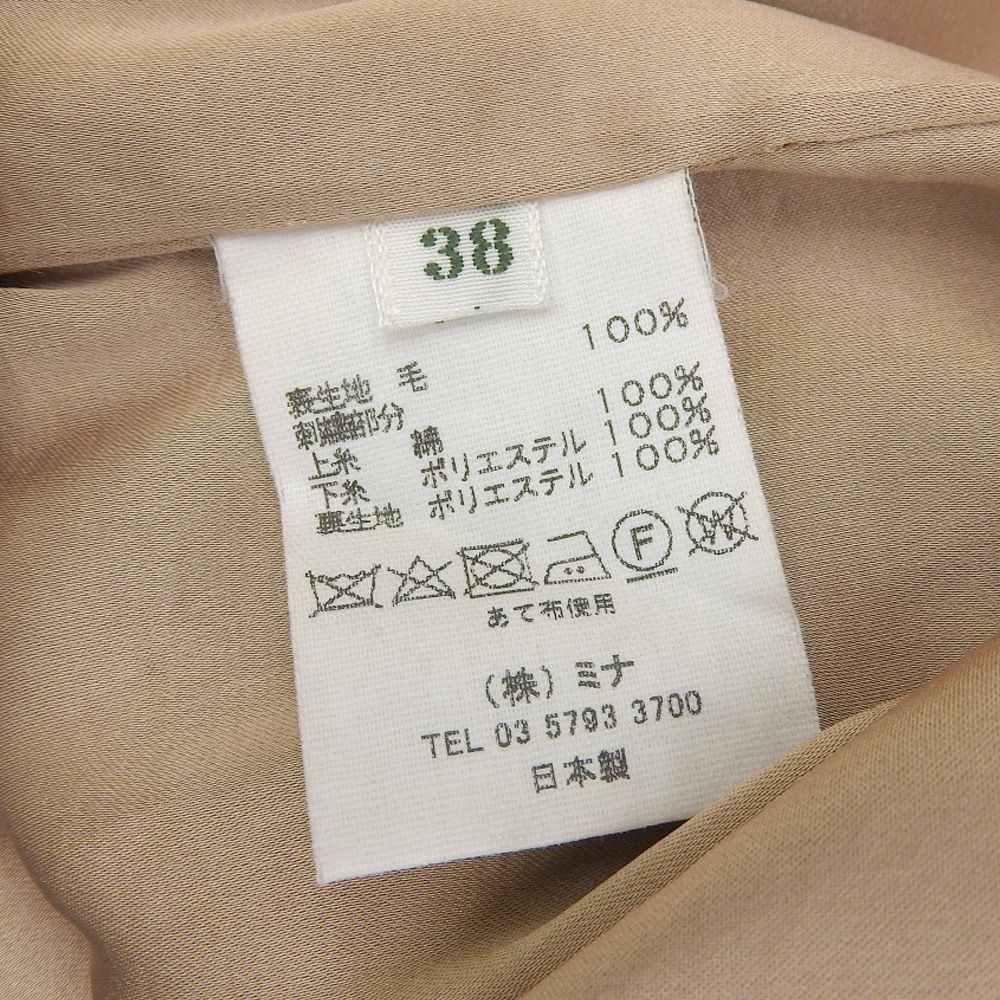 38
表生地 毛 100%
刺繍部分
上糸 綿 100%
下糸 ポリエステル 100%
裏生地 ポリエステル 100%
F
W
あて布使用
(株) ミナ
TEL 03 5793 3700
日本製